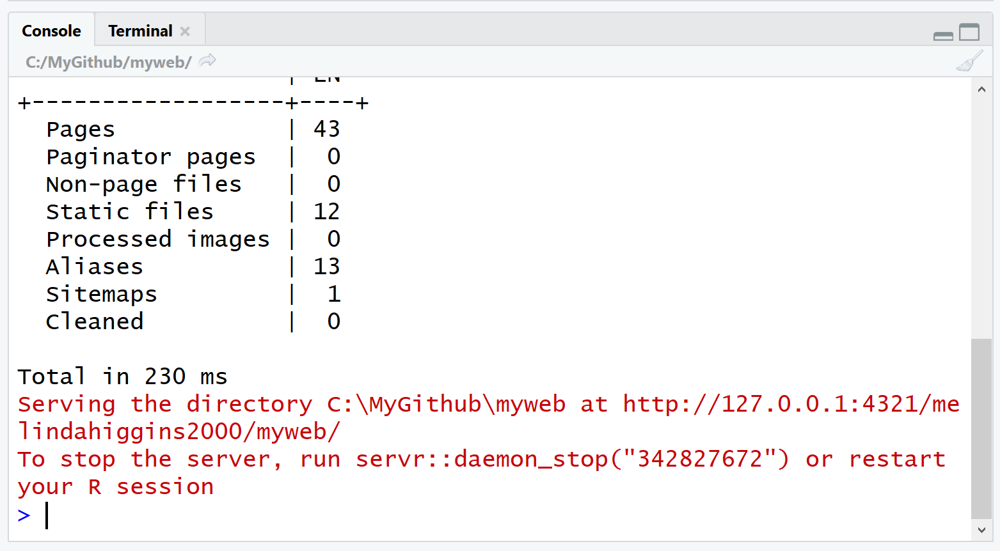 Console Terminal
C:/MyGithub/myweb/
| EN
+------------------+----+
  Pages            | 43
  Paginator pages  |  0
  Non-page files   |  0
  Static files     | 12
  Processed images |  0
  Aliases          | 13
  Sitemaps         |  1
  Cleaned          |  0
Total in 230 ms
Serving the directory C:\MyGithub\myweb at http://127.0.0.1:4321/me
lindahiggins2000/myweb/
To stop the server, run servr::daemon_stop("342827672") or restart
your R session
>